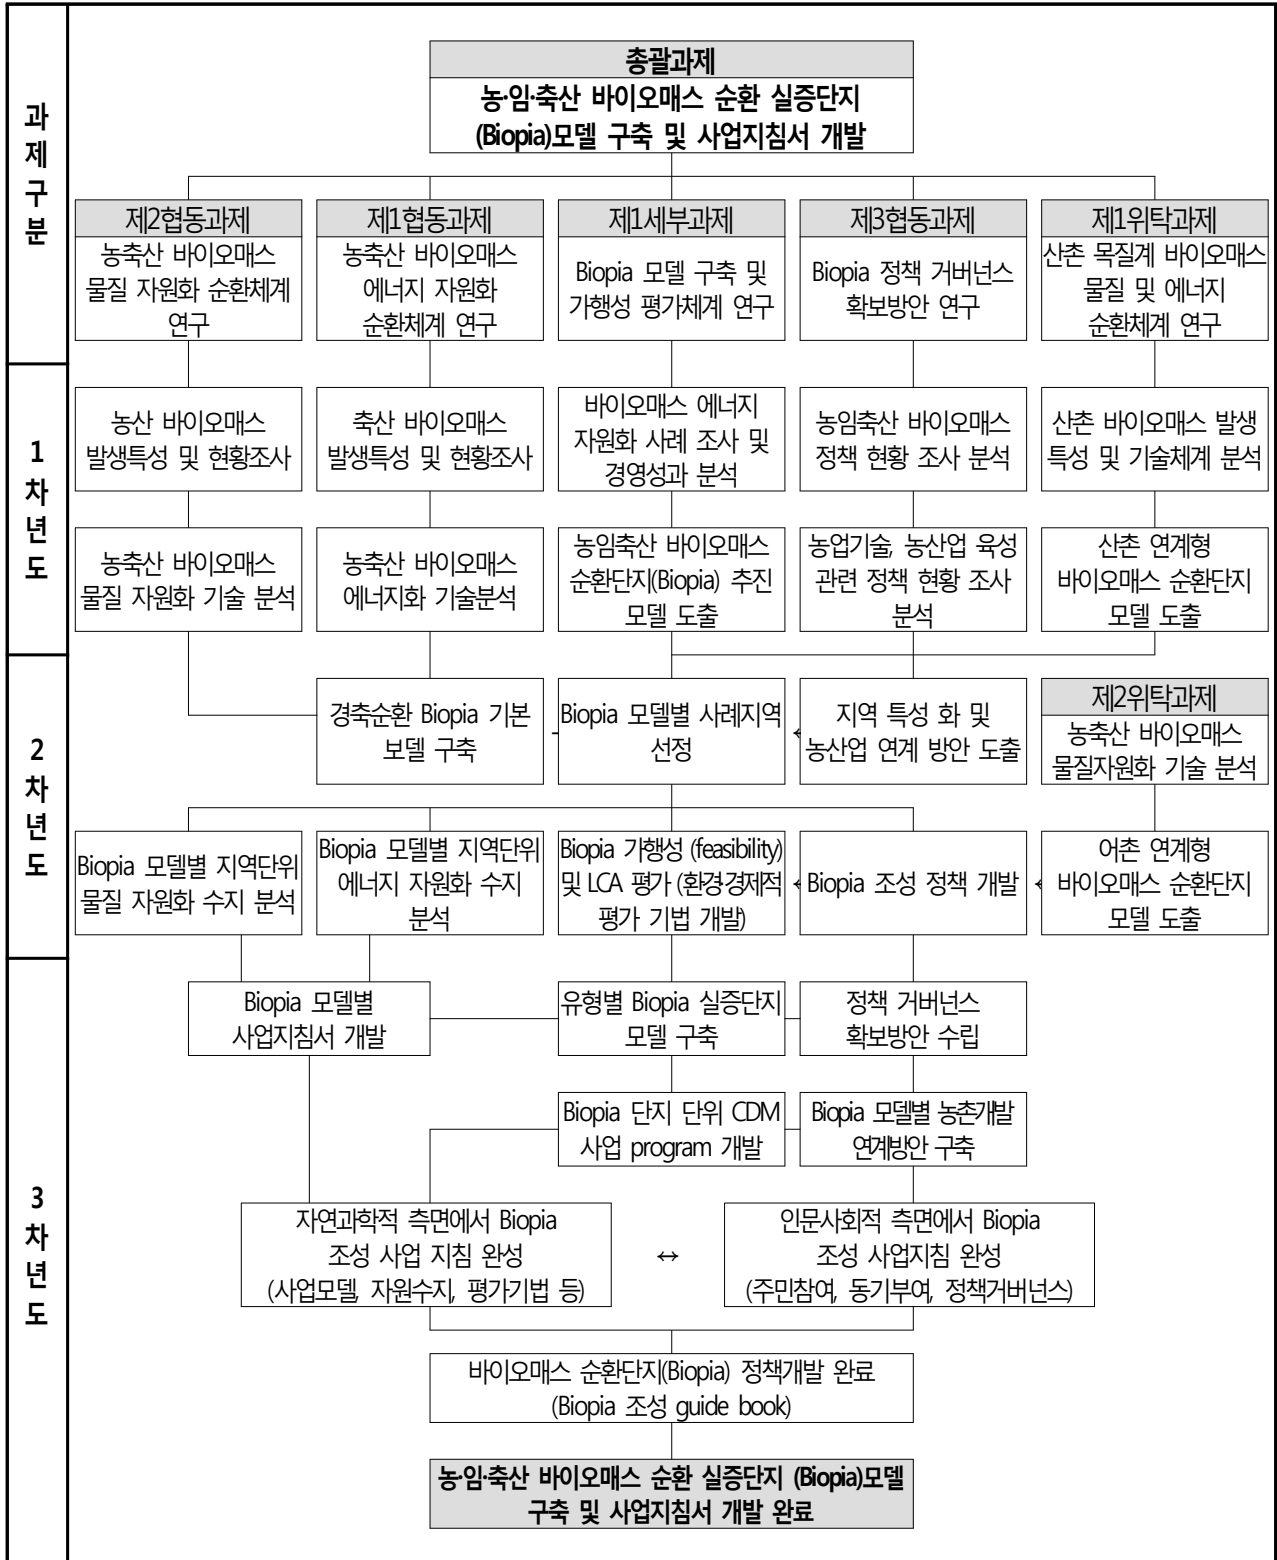 과제구분
총괄과제
농·임·축산 바이오매스 순환 실증단지
(Biopia)모델 구축 및 사업지침서 개발
제2협동과제
농축산 바이오매스
물질 자원화 순환체계
연구
제1협동과제
농축산 바이오매스
에너지 자원화
순환체계 연구
제1세부과제
Biopia 모델 구축 및
가행성 평가체계 연구
제3협동과제
Biopia 정책 거버넌스
확보방안 연구
제1위탁과제
산촌 목질계 바이오매스
물질 및 에너지
순환체계 연구
1차년도
농산 바이오매스
발생특성 및 현황조사
축산 바이오매스
발생특성 및 현황조사
바이오매스 에너지
자원화 사례 조사 및
경영성과 분석
농임축산 바이오매스
정책 현황 조사 분석
산촌 바이오매스 발생
특성 및 기술체계 분석
농축산 바이오매스
물질 자원화 기술 분석
농축산 바이오매스
에너지화 기술분석
농임축산 바이오매스
순환단지(Biopia) 추진
모델 도출
농업기술, 농산업 육성
관련 정책 현황 조사
분석
산촌 연계형
바이오매스 순환단지
모델 도출
2차년도
경축순환 Biopia 기본
보델 구축
Biopia 모델별 사례지역
선정
지역 특성 화 및
농산업 연계 방안 도출
제2위탁과제
농축산 바이오매스
물질자원화 기술 분석
Biopia 모델별 지역단위
물질 자원화 수지 분석
Biopia 모델별 지역단위
에너지 자원화 수지
분석
Biopia 가행성 (feasibility)
및 LCA 평가 (환경·경제적
평가 기법 개발)
Biopia 조성 정책 개발
어촌 연계형
바이오매스 순환단지
모델 도출
3차년도
Biopia 모델별
사업지침서 개발
유형별 Biopia 실증단지
모델 구축
정책 거버넌스
확보방안 수립
Biopia 단지 단위 CDM
사업 program 개발
Biopia 모델별 농촌개발
연계방안 구축
자연과학적 측면에서 Biopia
조성 사업 지침 완성
(사업모델, 자원수지, 평가기법 등)
↔
인문사회적 측면에서 Biopia
조성 사업지침 완성
(주민참여, 동기부여, 정책거버넌스)
바이오매스 순환단지(Biopia) 정책개발 완료
(Biopia 조성 guide book)
농·임·축산 바이오매스 순환 실증단지 (Biopia)모델
구축 및 사업지침서 개발 완료